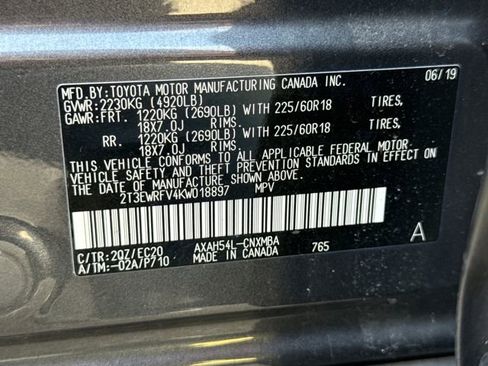 MFD.BY:TOYOTA MOTOR MANUFACTURING CANADA INC. 06/19
GVWR:2230KG (4920LB)
GAWR:FRT. 1220KG (2690LB) WITH 225/60R18 TIRES,
18X7.0J RIMS.
RR. 1220KG (2690LB) WITH 225/60R18 TIRES,
18X7.0J RIMS.
THIS VEHICLE CONFORMS TO ALL APPLICABLE FEDERAL MOTOR
VEHICLE SAFETY AND THEFT PREVENTION STANDARDS IN EFFECT ON
THE DATE OF MANUFACTURE SHOWN ABOVE.
2T3EWRFV4KW018897 MPV
C/TR:2QZ/EC20 AXAH54L-CNXMBA
A/TM:-02A/P710 MADE IN CANADA 765 A